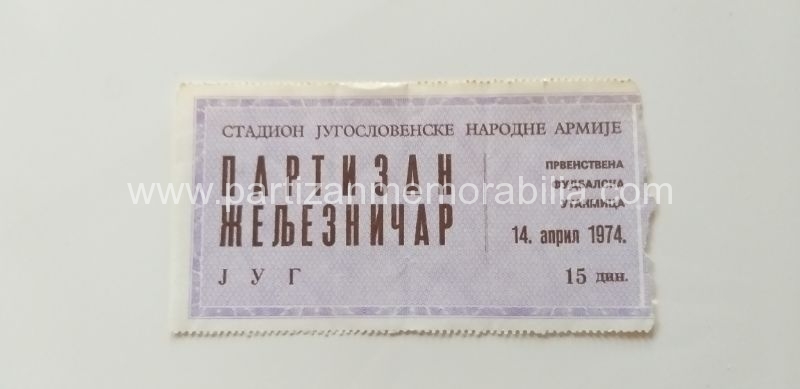 СТАДИОН ЈУГОСЛОВЕНСКЕ НАРОДНЕ АРМИЈЕ
ПАРТИЗАН
ЖЕЉЕЗНИЧАР
ЈУГ
ПРВЕНСТВЕНА
ФУДБАЛСКА
УТАКМИЦА
14. април 1974.
15 дин.
www.partizanmemorabilia.com